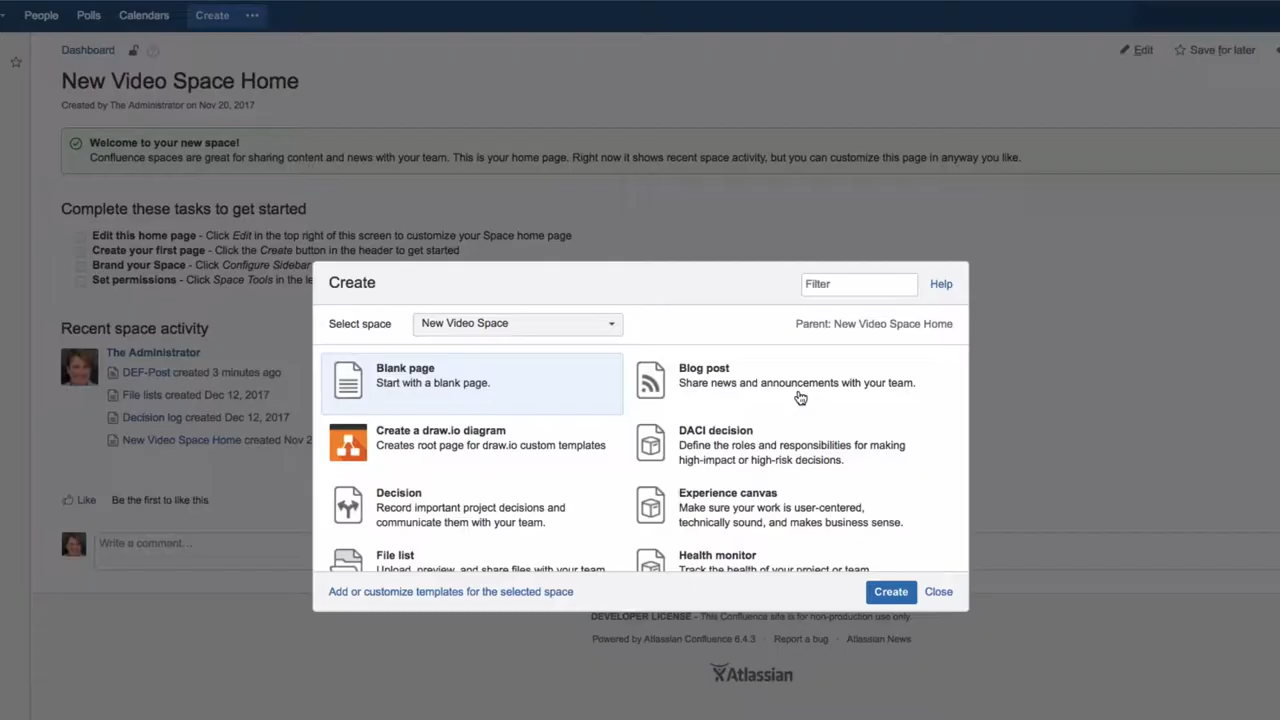 People Polls Calendars Create ···
Dashboard
Edit Save for later
New Video Space Home
Created by The Administrator on Nov 20, 2017
Welcome to your new space!
Confluence spaces are great for sharing content and news with your team. This is your home page. Right now it shows recent space activity, but you can customize this page in anyway you like.
Complete these tasks to get started
Edit this home page - Click Edit in the top right of this screen to customize your Space home page
Create your first page - Click the Create button in the header to get started
Brand your Space - Click Configure Sidebar
Set permissions - Click Space Tools in the le
Recent space activity
The Administrator
DEF-Post created 3 minutes ago
File lists created Dec 12, 2017
Decision log created Dec 12, 2017
New Video Space Home created Nov 2
Like Be the first to like this
Write a comment...
Create
Filter
Help
Select space
New Video Space
Parent: New Video Space Home
Blank page
Start with a blank page.
Blog post
Share news and announcements with your team.
Create a draw.io diagram
Creates root page for draw.io custom templates
DACI decision
Define the roles and responsibilities for making
high-impact or high-risk decisions.
Decision
Record important project decisions and
communicate them with your team.
Experience canvas
Make sure your work is user-centered,
technically sound, and makes business sense.
File list
Upload, preview, and share files with your team
Health monitor
Track the health of your project or team
Add or customize templates for the selected space
Create
Close
DEVELOPER LICENSE - This Confluence site is for non-production use only.
Powered by Atlassian Confluence 6.4.3 · Report a bug · Atlassian News
Atlassian